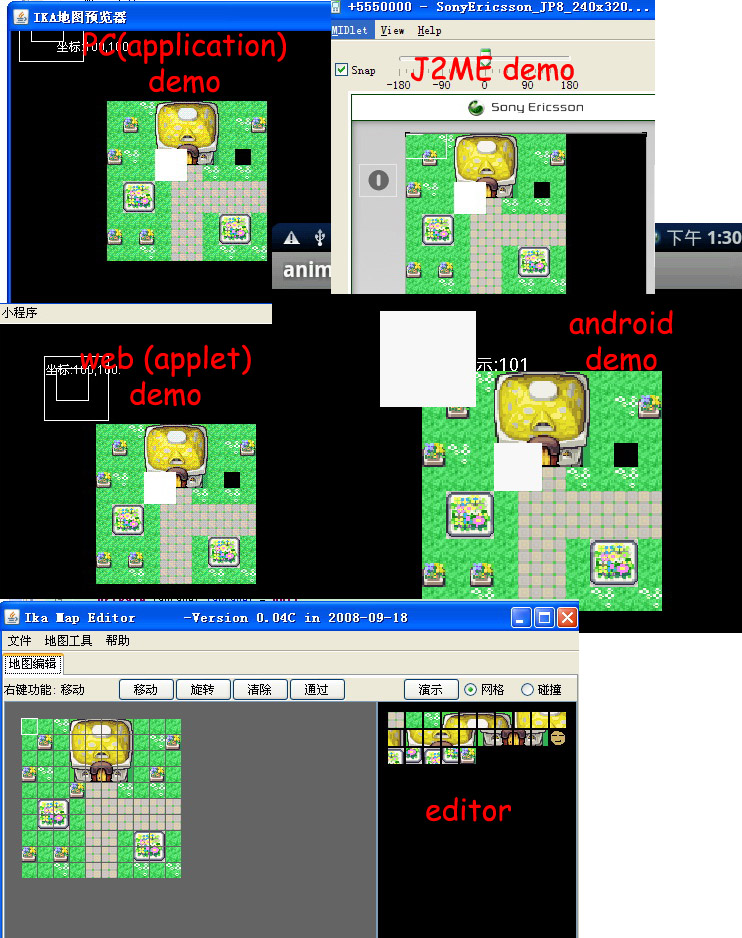 IKA地图预览器
坐标:100,100
PC(application)
demo
+5550000 - SonyEricsson_JP8_240x320...
MIDlet View Help
Snap
-180 -90 0 90 180
J2ME demo
Sony Ericsson
anim
下午 1:30
小程序
坐标:100,100.
web (applet)
demo
示:101
android
demo
Ika Map Editor -Version 0.04C in 2008-09-18
文件 地图工具 帮助
地图编辑
右键功能: 移动 移动 旋转 清除 通过 演示 网格 碰撞
editor